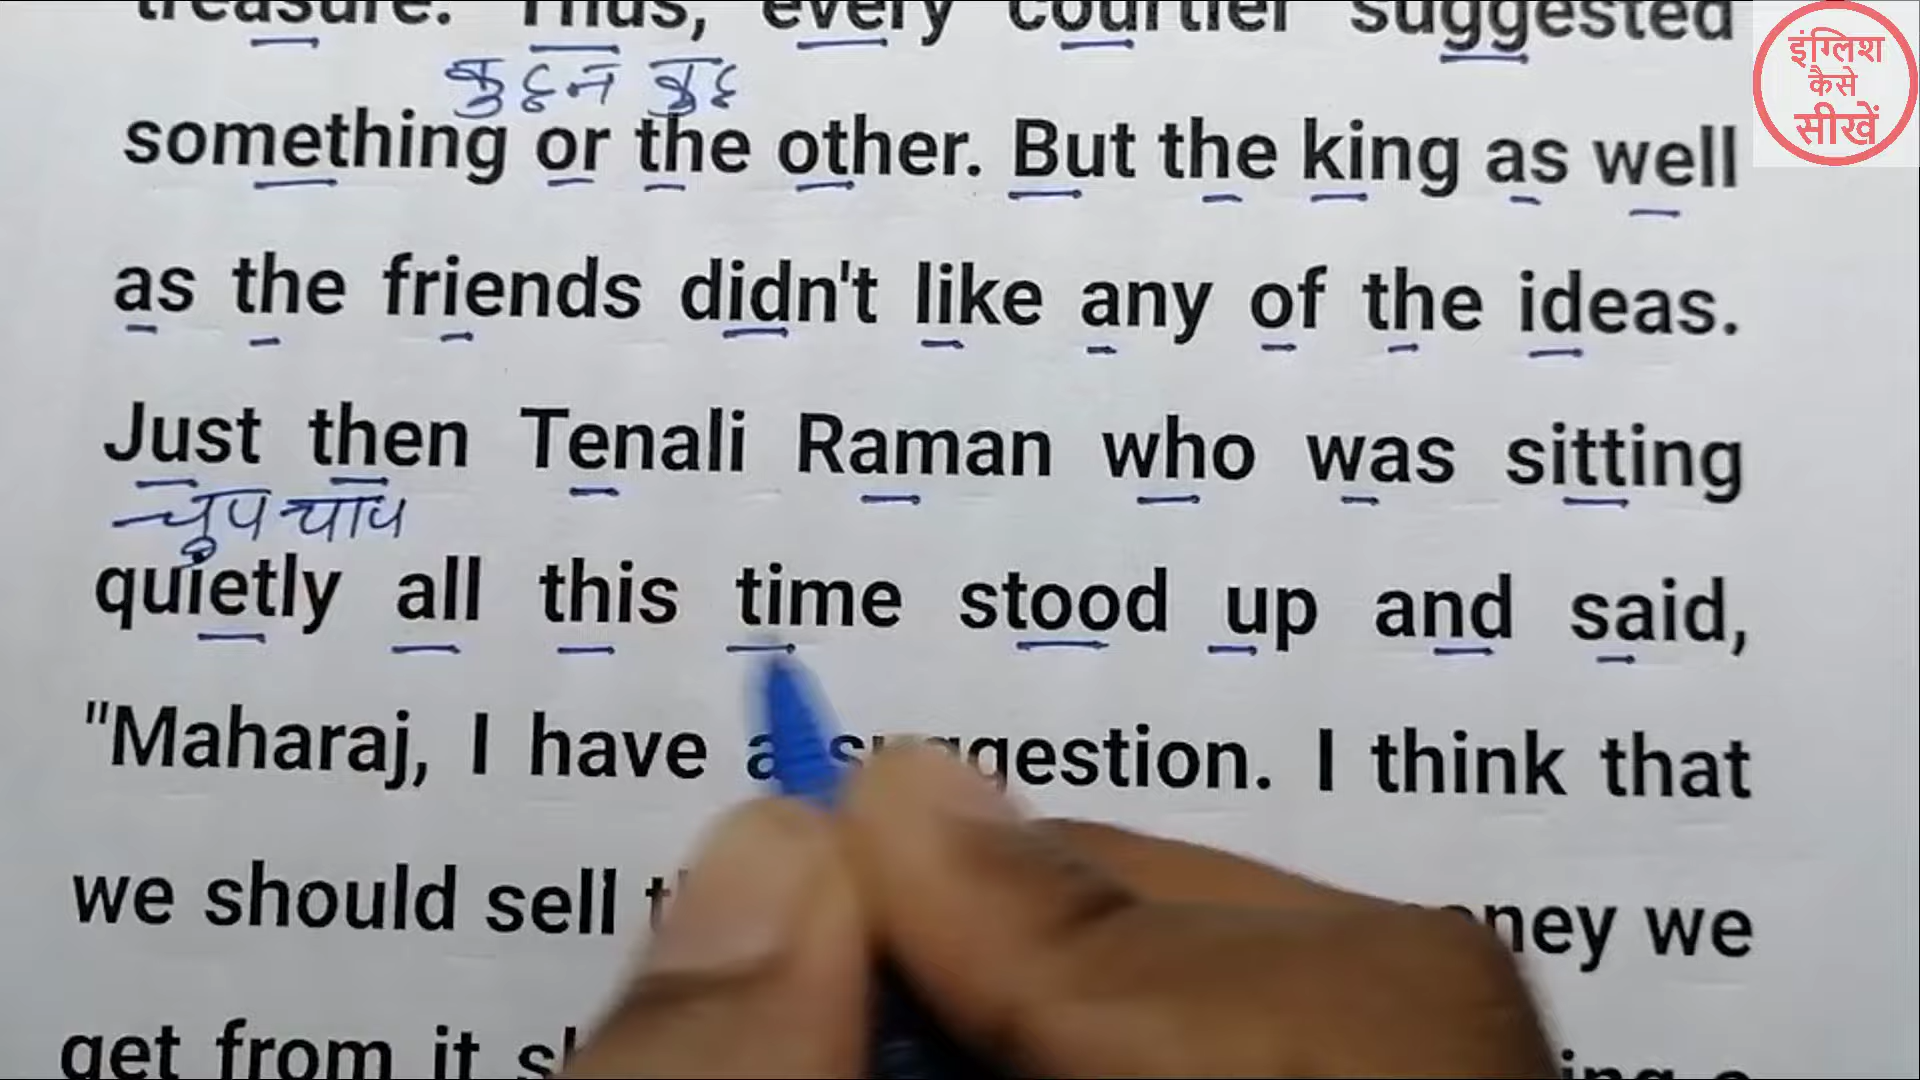 treasure. Thus, every courtier suggested
इंग्लिश
कैसे
सीखें
कुछ न कुछ
something or the other. But the king as well
as the friends didn't like any of the ideas.
Just then Tenali Raman who was sitting
चुपचाप
quietly all this time stood up and said,
"Maharaj, I have a suggestion. I think that
we should sell money we
get from it